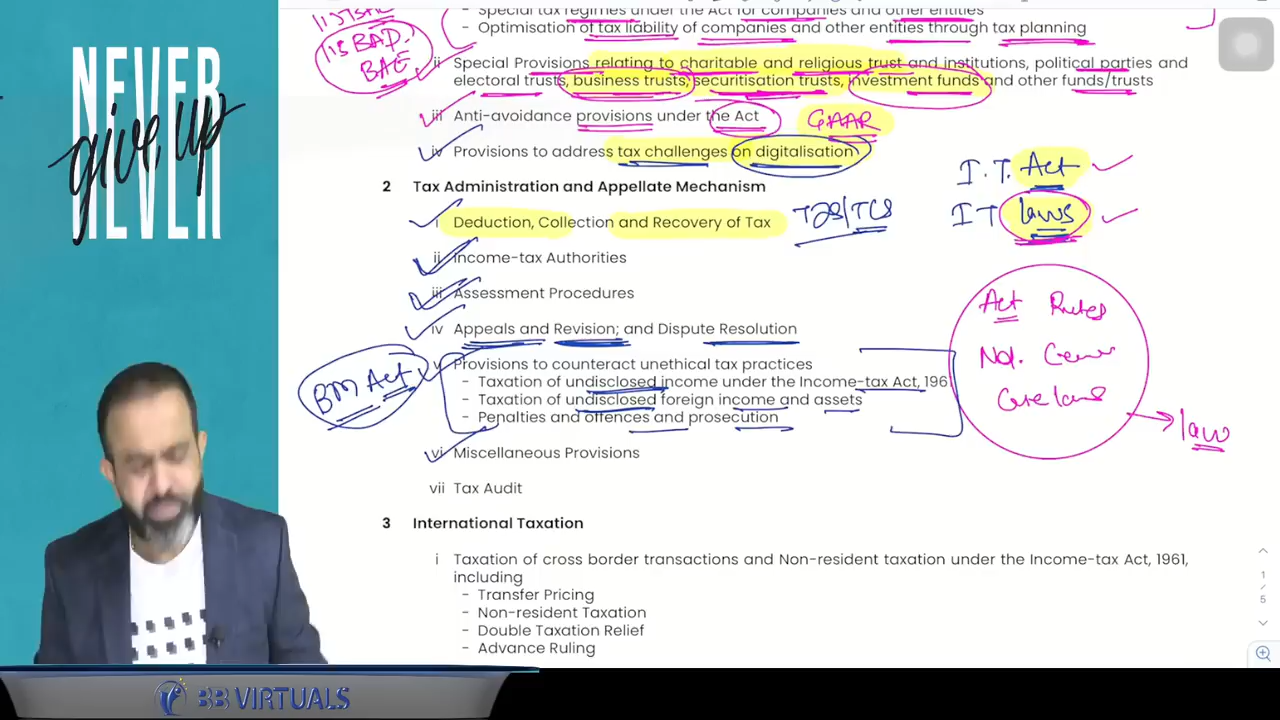 NEVER
give up
NEVER
115BAD,
BAE
- Special tax regimes under the Act for companies and other entities
- Optimisation of tax liability of companies and other entities through tax planning
ii Special Provisions relating to charitable and religious trust and institutions, political parties and
electoral trusts, business trusts, securitisation trusts, investment funds and other funds/trusts
iii Anti-avoidance provisions under the Act GAAR
iv Provisions to address tax challenges on digitalisation
I.T. Act
IT laws
2 Tax Administration and Appellate Mechanism
i Deduction, Collection and Recovery of Tax TDS/TCS
ii Income-tax Authorities
iii Assessment Procedures
iv Appeals and Revision; and Dispute Resolution
Act Rules
BM Act
Provisions to counteract unethical tax practices
- Taxation of undisclosed income under the Income-tax Act, 196
- Taxation of undisclosed foreign income and assets
- Penalties and offences and prosecution
Case laws
law
vi Miscellaneous Provisions
vii Tax Audit
3 International Taxation
i Taxation of cross border transactions and Non-resident taxation under the Income-tax Act, 1961,
including
- Transfer Pricing
- Non-resident Taxation
- Double Taxation Relief
- Advance Ruling
1
/
5
BB VIRTUALS